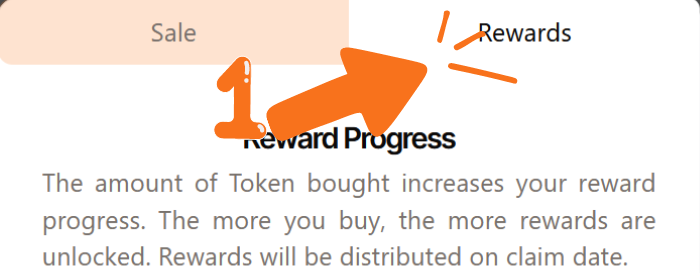 Sale
Rewards
1
Reward Progress
The amount of Token bought increases your reward
progress. The more you buy, the more rewards are
unlocked. Rewards will be distributed on claim date.